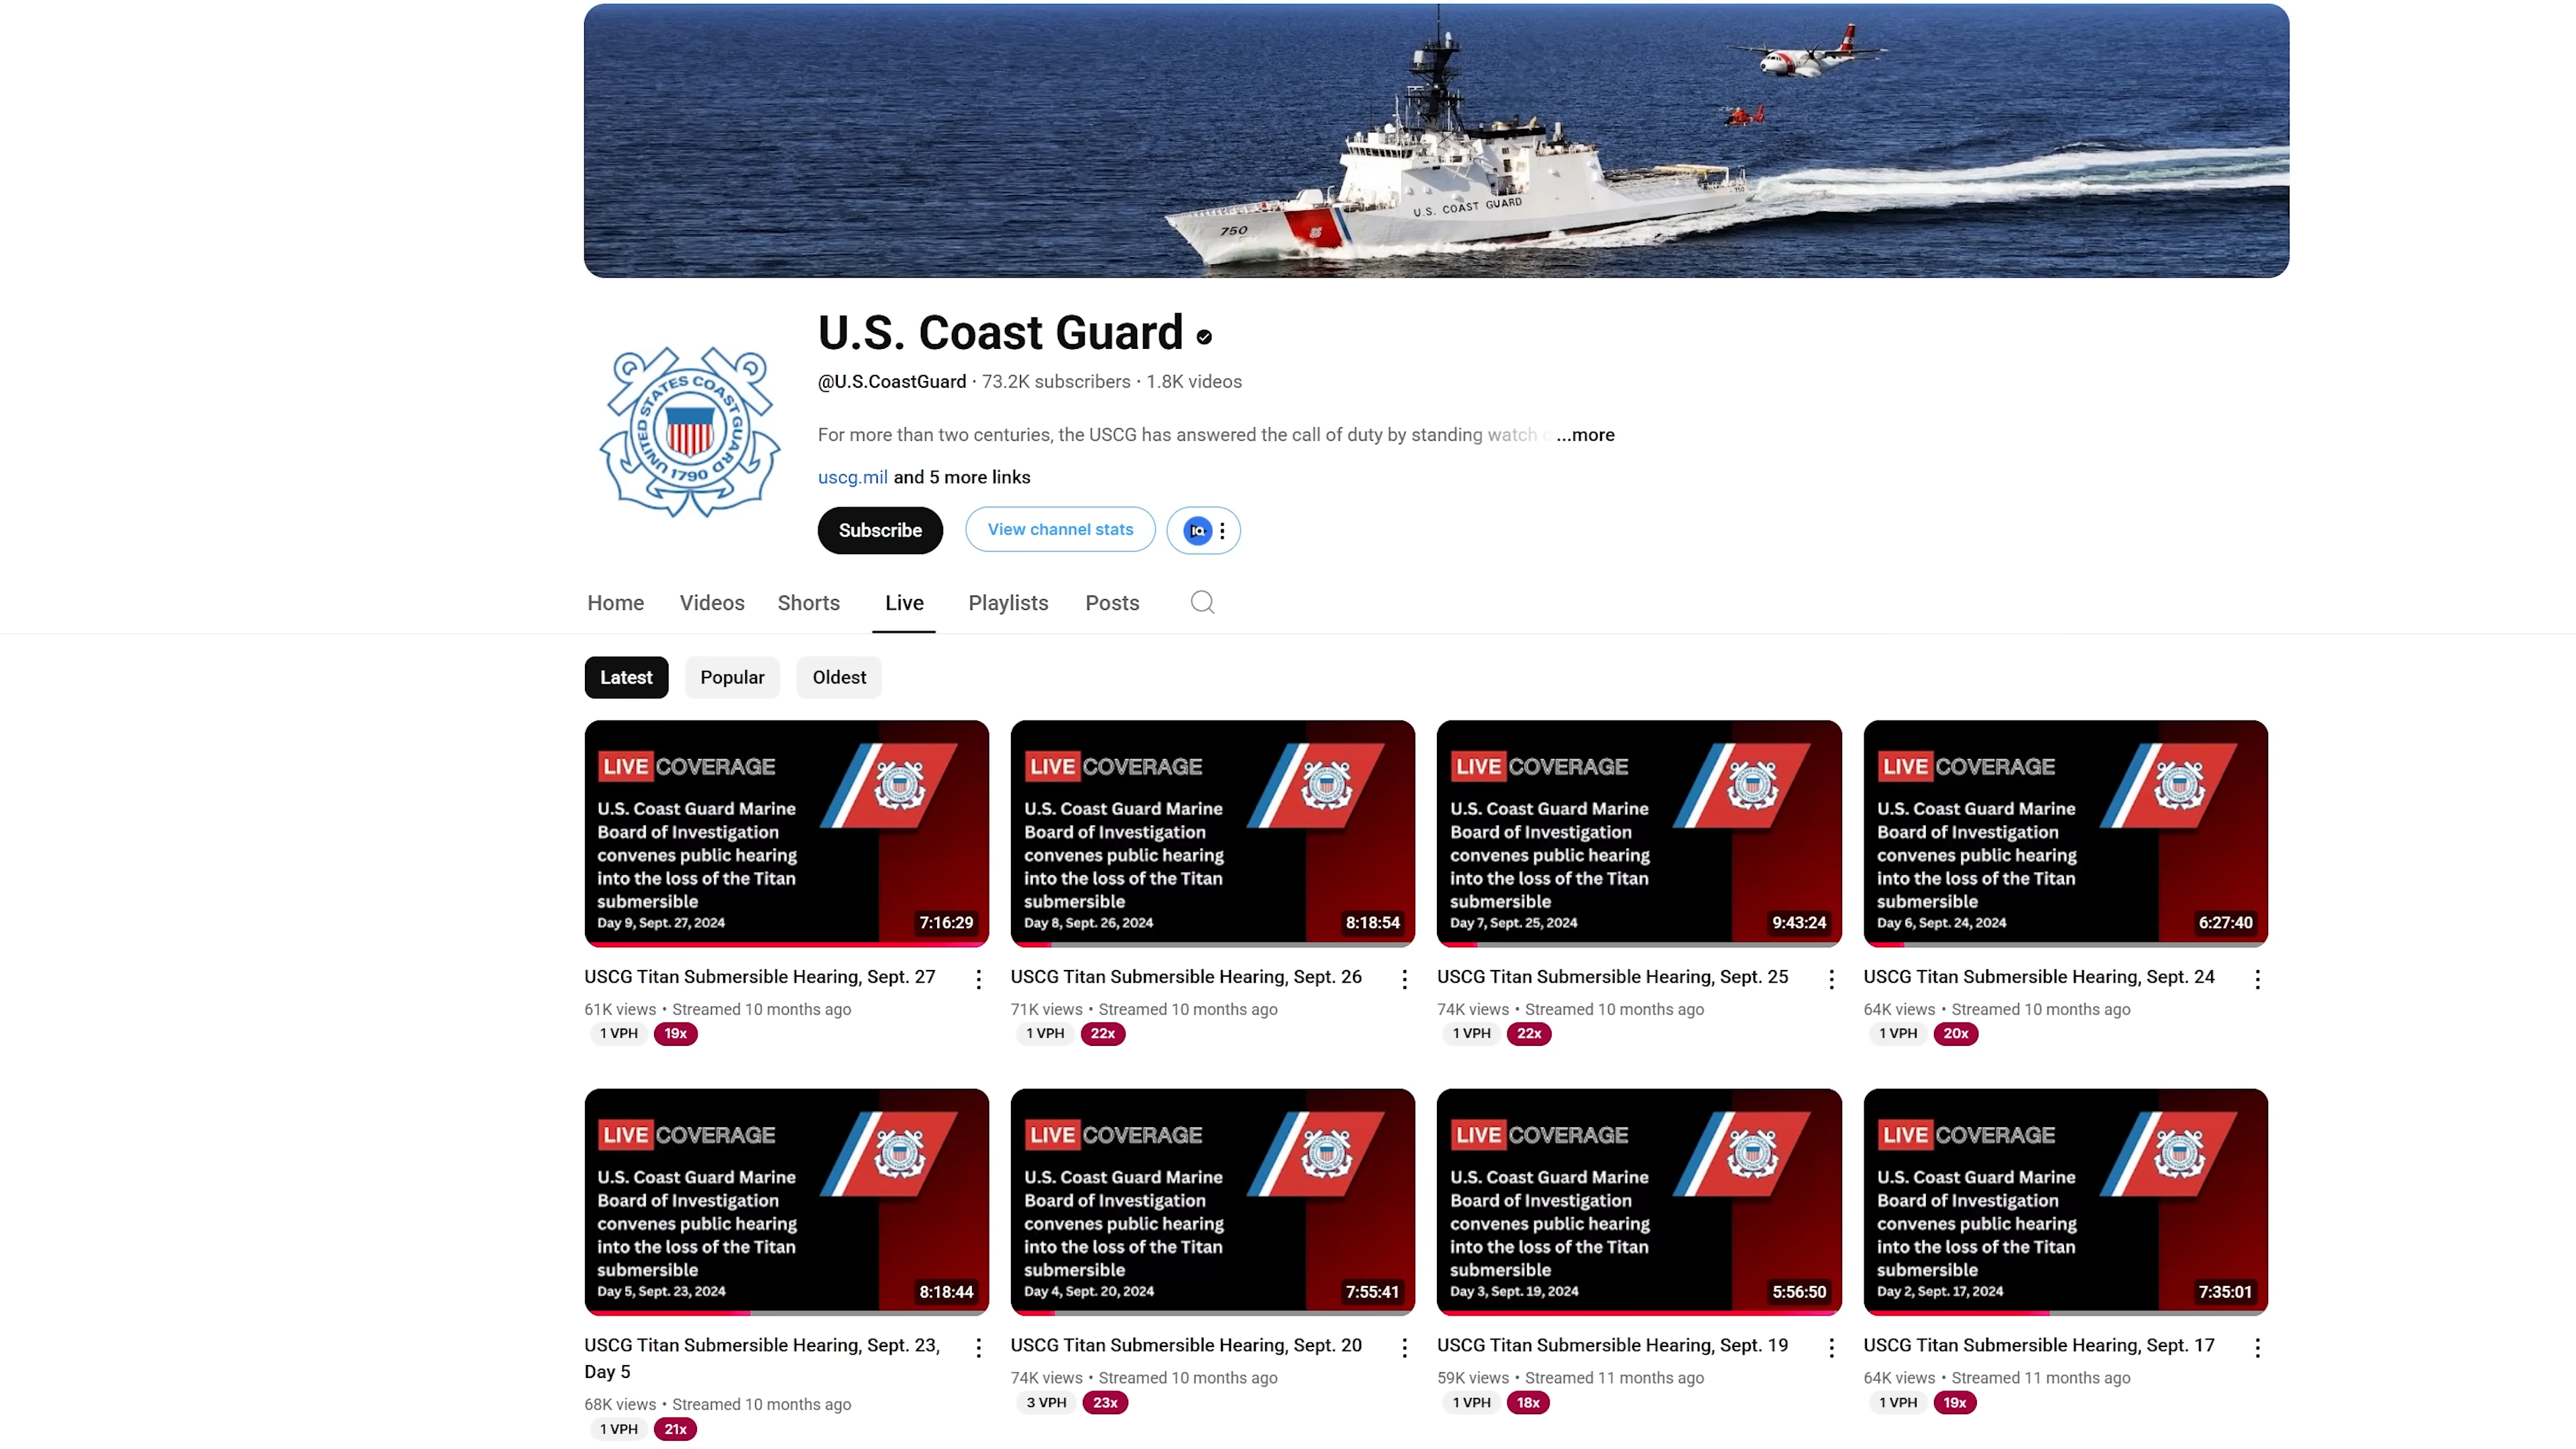 U.S. COAST GUARD
750
U.S. Coast Guard
@U.S.CoastGuard · 73.2K subscribers · 1.8K videos
For more than two centuries, the USCG has answered the call of duty by standing watch ...more
uscg.mil and 5 more links
UNITED STATES COAST GUARD
1790
Subscribe View channel stats IQ
Home Videos Shorts Live Playlists Posts
Latest Popular Oldest
LIVE COVERAGE
U.S. Coast Guard Marine
Board of Investigation
convenes public hearing
into the loss of the Titan
submersible
Day 9, Sept. 27, 2024
7:16:29
USCG Titan Submersible Hearing, Sept. 27
61K views • Streamed 10 months ago
1 VPH 19x
LIVE COVERAGE
U.S. Coast Guard Marine
Board of Investigation
convenes public hearing
into the loss of the Titan
submersible
Day 8, Sept. 26, 2024
8:18:54
USCG Titan Submersible Hearing, Sept. 26
71K views • Streamed 10 months ago
1 VPH 22x
LIVE COVERAGE
U.S. Coast Guard Marine
Board of Investigation
convenes public hearing
into the loss of the Titan
submersible
Day 7, Sept. 25, 2024
9:43:24
USCG Titan Submersible Hearing, Sept. 25
74K views • Streamed 10 months ago
1 VPH 22x
LIVE COVERAGE
U.S. Coast Guard Marine
Board of Investigation
convenes public hearing
into the loss of the Titan
submersible
Day 6, Sept. 24, 2024
6:27:40
USCG Titan Submersible Hearing, Sept. 24
64K views • Streamed 10 months ago
1 VPH 20x
LIVE COVERAGE
U.S. Coast Guard Marine
Board of Investigation
convenes public hearing
into the loss of the Titan
submersible
Day 5, Sept. 23, 2024
8:18:44
USCG Titan Submersible Hearing, Sept. 23,
Day 5
68K views • Streamed 10 months ago
1 VPH 21x
LIVE COVERAGE
U.S. Coast Guard Marine
Board of Investigation
convenes public hearing
into the loss of the Titan
submersible
Day 4, Sept. 20, 2024
7:55:41
USCG Titan Submersible Hearing, Sept. 20
74K views • Streamed 10 months ago
3 VPH 23x
LIVE COVERAGE
U.S. Coast Guard Marine
Board of Investigation
convenes public hearing
into the loss of the Titan
submersible
Day 3, Sept. 19, 2024
5:56:50
USCG Titan Submersible Hearing, Sept. 19
59K views • Streamed 11 months ago
1 VPH 18x
LIVE COVERAGE
U.S. Coast Guard Marine
Board of Investigation
convenes public hearing
into the loss of the Titan
submersible
Day 2, Sept. 17, 2024
7:35:01
USCG Titan Submersible Hearing, Sept. 17
64K views • Streamed 11 months ago
1 VPH 19x